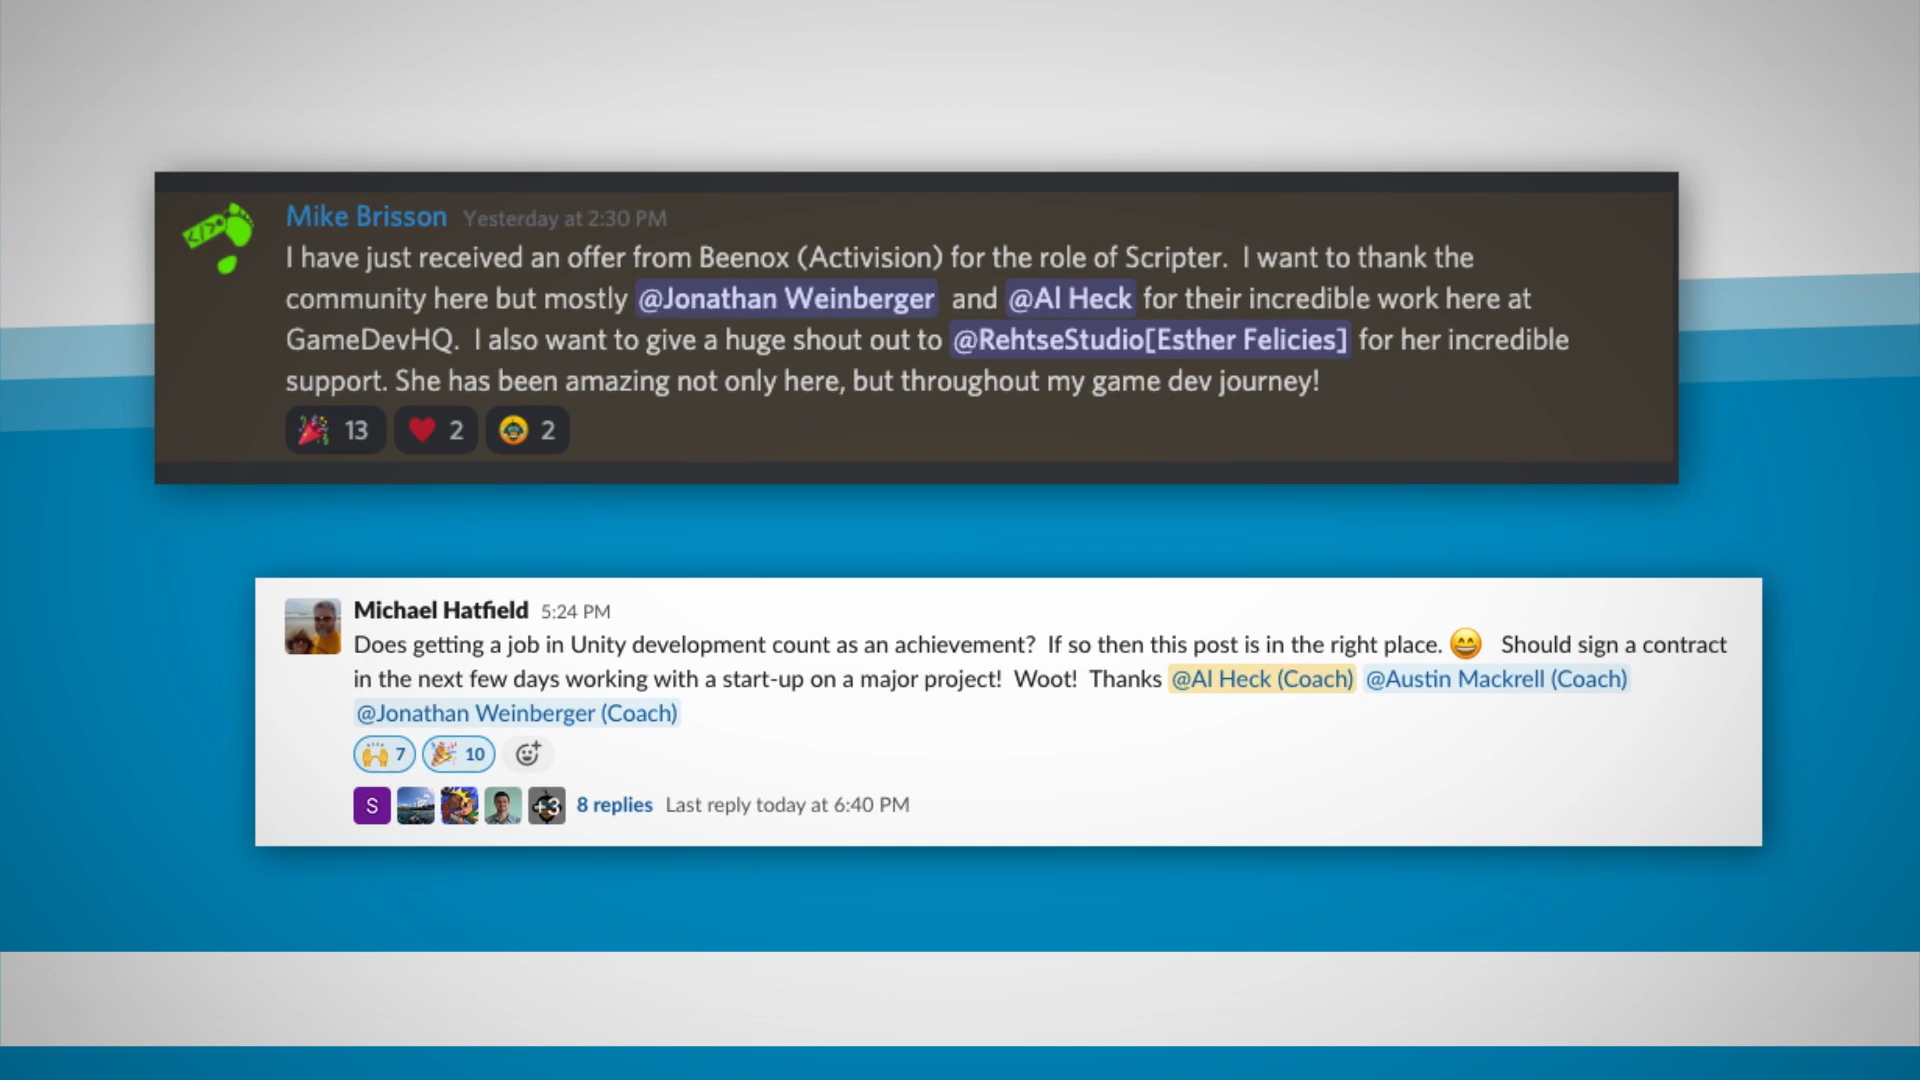 Mike Brisson Yesterday at 2:30 PM
I have just received an offer from Beenox (Activision) for the role of Scripter. I want to thank the
community here but mostly @Jonathan Weinberger and @Al Heck for their incredible work here at
GameDevHQ. I also want to give a huge shout out to @RehtseStudio[Esther Felicies] for her incredible
support. She has been amazing not only here, but throughout my game dev journey!
13 2 2
Michael Hatfield 5:24 PM
Does getting a job in Unity development count as an achievement? If so then this post is in the right place. 😄 Should sign a contract
in the next few days working with a start-up on a major project! Woot! Thanks @Al Heck (Coach) @Austin Mackrell (Coach)
@Jonathan Weinberger (Coach)
7 10
S +3 8 replies Last reply today at 6:40 PM